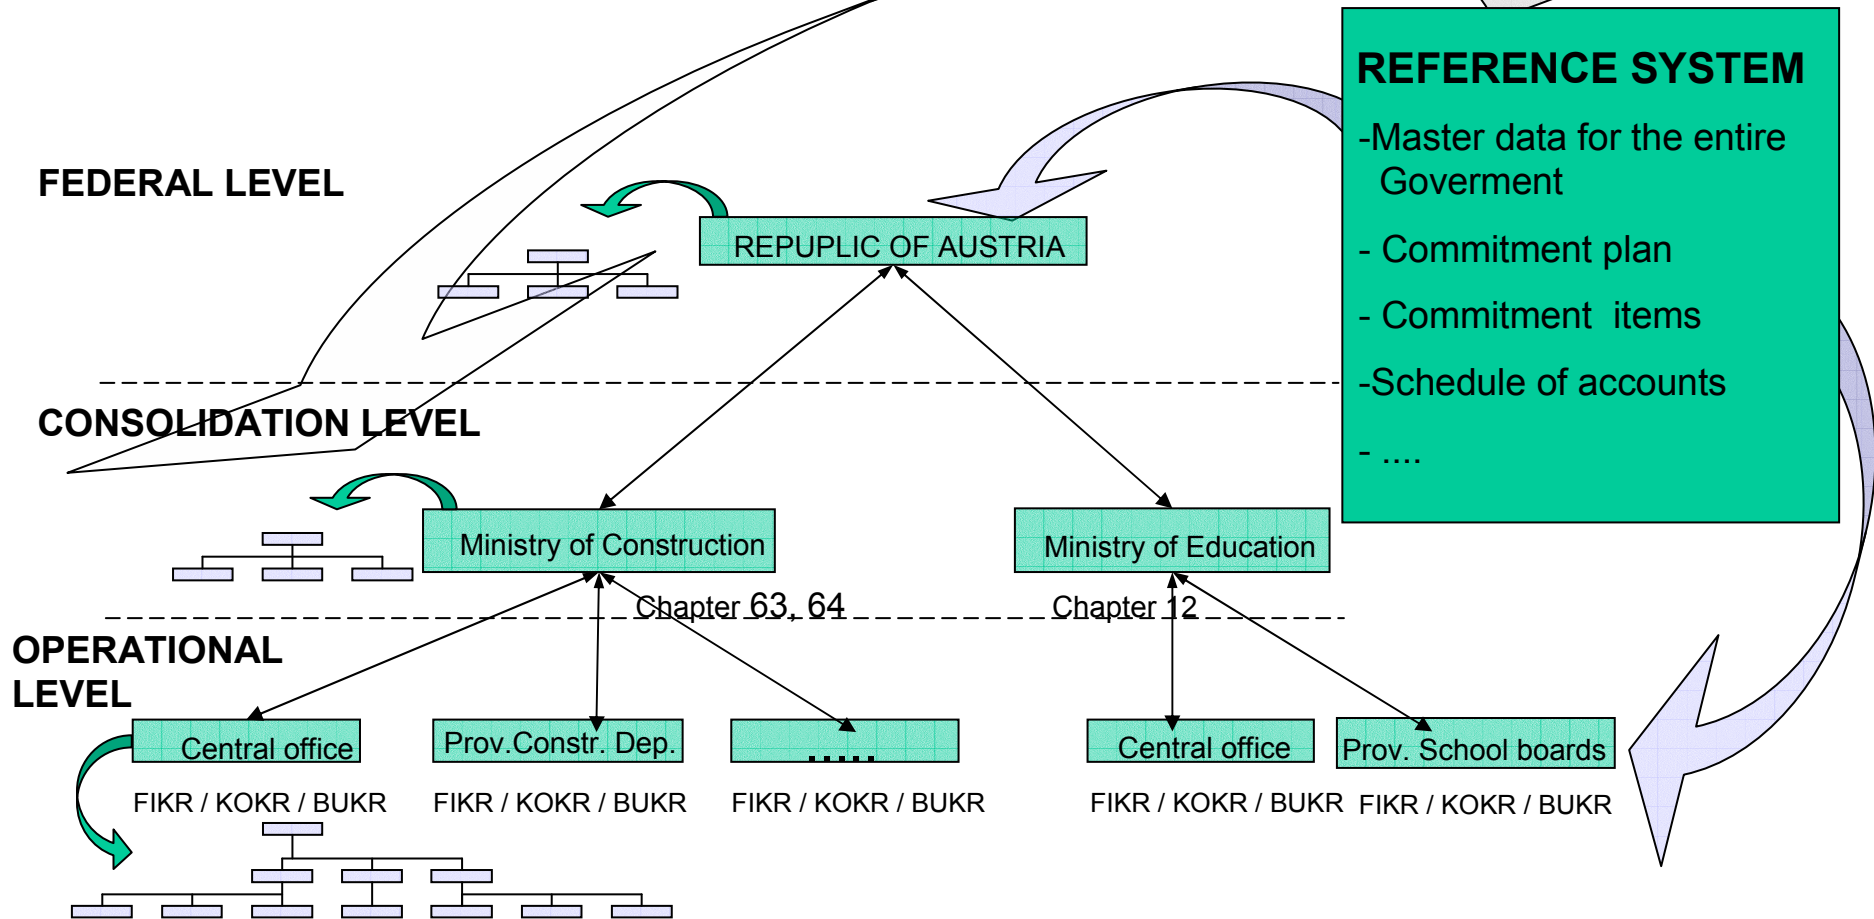 REFERENCE SYSTEM
-Master data for the entire
Goverment
- Commitment plan
- Commitment items
-Schedule of accounts
- ....
FEDERAL LEVEL
REPUPLIC OF AUSTRIA
CONSOLIDATION LEVEL
Ministry of Construction
Ministry of Education
Chapter 63, 64
Chapter 12
OPERATIONAL
LEVEL
Central office
Prov.Constr. Dep.
.....
Central office
Prov. School boards
FIKR / KOKR / BUKR
FIKR / KOKR / BUKR
FIKR / KOKR / BUKR
FIKR / KOKR / BUKR
FIKR / KOKR / BUKR